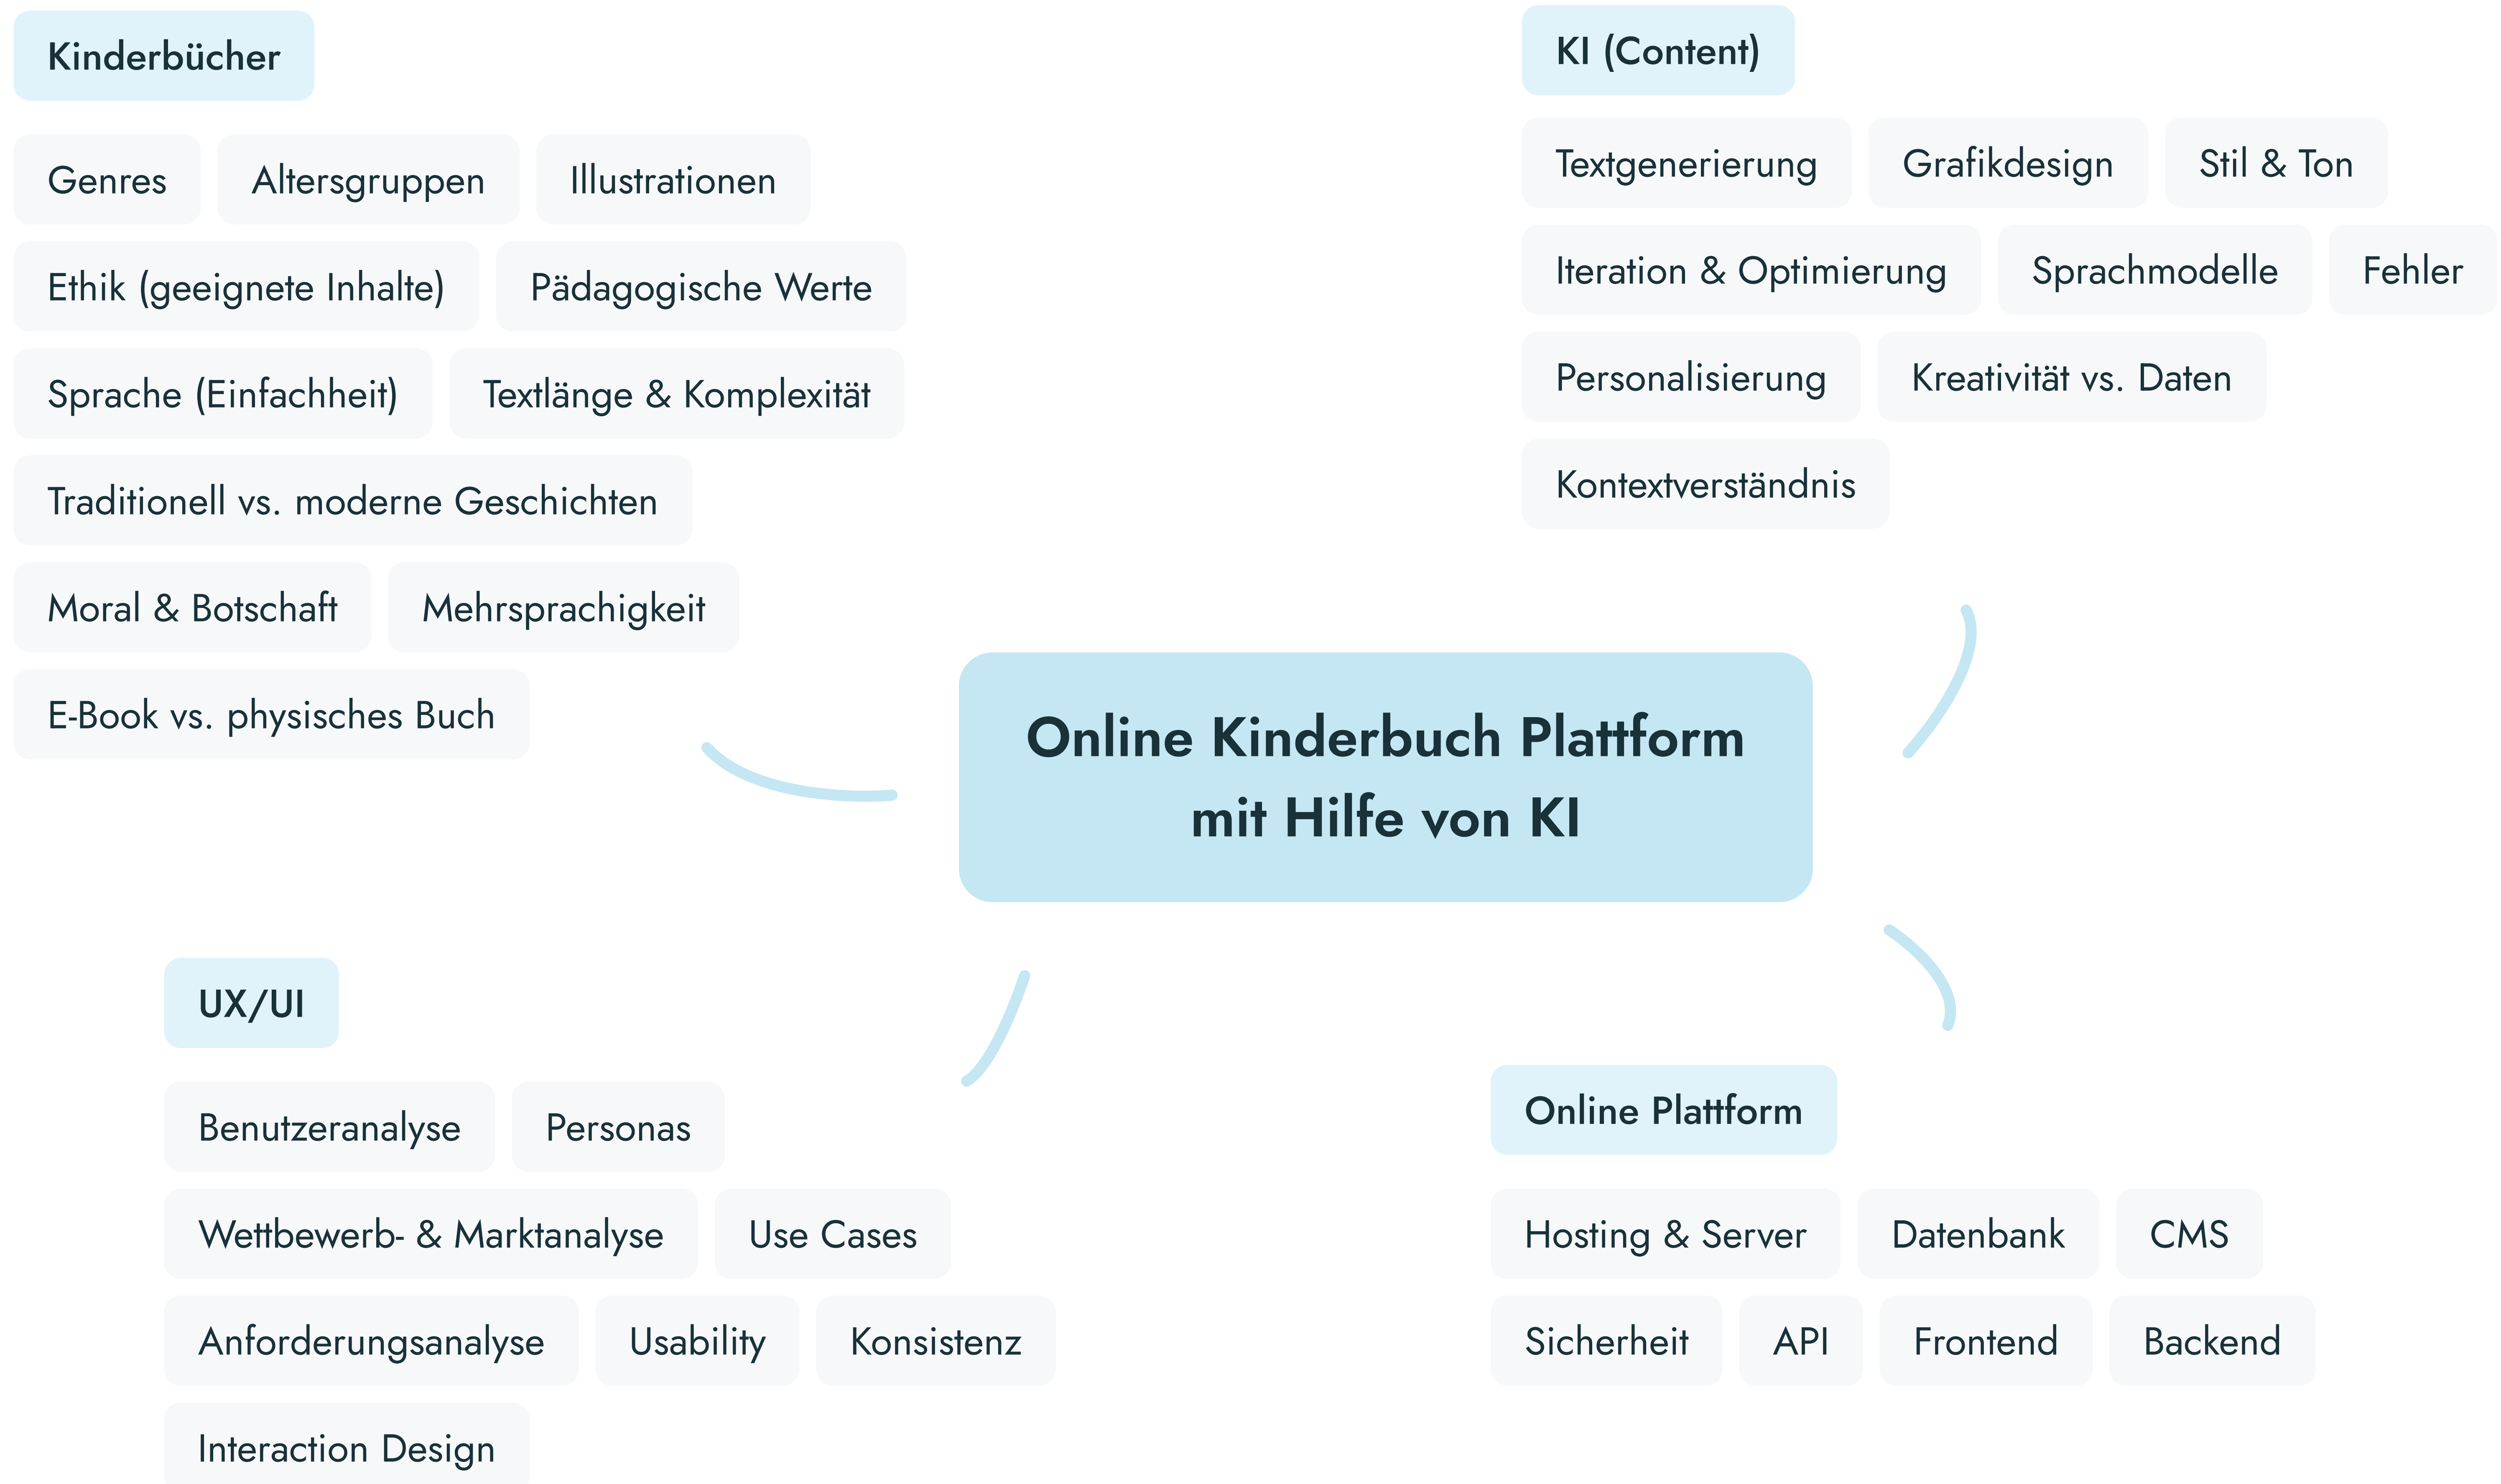 Kinderbücher
Genres
Altersgruppen
Illustrationen
Ethik (geeignete Inhalte)
Pädagogische Werte
Sprache (Einfachheit)
Textlänge & Komplexität
Traditionell vs. moderne Geschichten
Moral & Botschaft
Mehrsprachigkeit
E-Book vs. physisches Buch
KI (Content)
Textgenerierung
Grafikdesign
Stil & Ton
Iteration & Optimierung
Sprachmodelle
Fehler
Personalisierung
Kreativität vs. Daten
Kontextverständnis
Online Kinderbuch Plattform
mit Hilfe von KI
UX/UI
Benutzeranalyse
Personas
Wettbewerb- & Marktanalyse
Use Cases
Anforderungsanalyse
Usability
Konsistenz
Interaction Design
Online Plattform
Hosting & Server
Datenbank
CMS
Sicherheit
API
Frontend
Backend